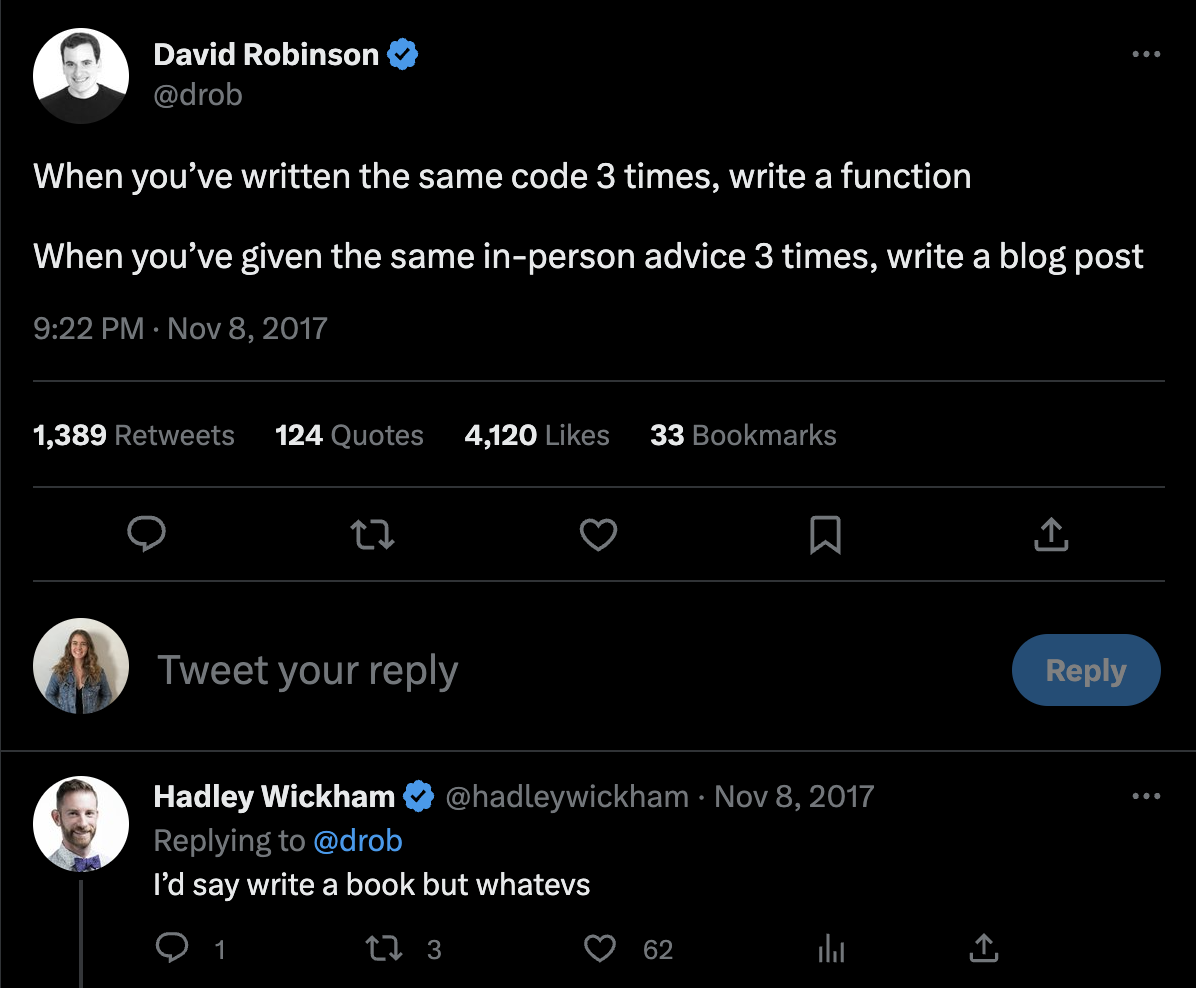 David Robinson
@drob
When you’ve written the same code 3 times, write a function
When you’ve given the same in-person advice 3 times, write a blog post
9:22 PM · Nov 8, 2017
1,389 Retweets 124 Quotes 4,120 Likes 33 Bookmarks
Tweet your reply
Reply
Hadley Wickham @hadleywickham · Nov 8, 2017
Replying to @drob
I’d say write a book but whatevs
1 3 62